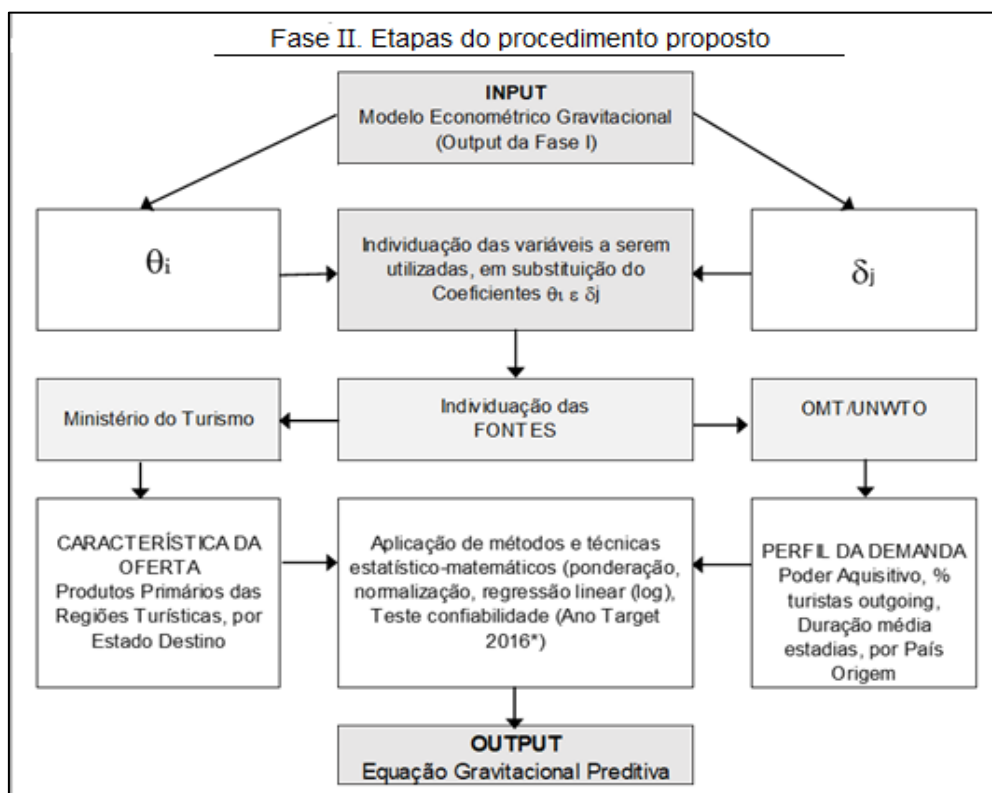 Fase II. Etapas do procedimento proposto
INPUT
Modelo Econométrico Gravitacional
(Output da Fase I)
θi
Individuação das variáveis a serem
utilizadas, em substituição do
Coeficientes θι ε δj
δj
Ministério do Turismo
Individuação das
FONTES
OMT/UNWTO
CARACTERÍSTICA DA
OFERTA
Produtos Primários das
Regiões Turísticas, por
Estado Destino
Aplicação de métodos e técnicas
estatístico-matemáticos (ponderação,
normalização, regressão linear (log),
Teste confiabilidade (Ano Target
2016*)
PERFIL DA DEMANDA
Poder Aquisitivo, %
turistas outgoing,
Duração média
estadias, por País
Origem
OUTPUT
Equação Gravitacional Preditiva